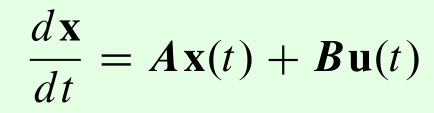 dx/dt = Ax(t) + Bu(t)